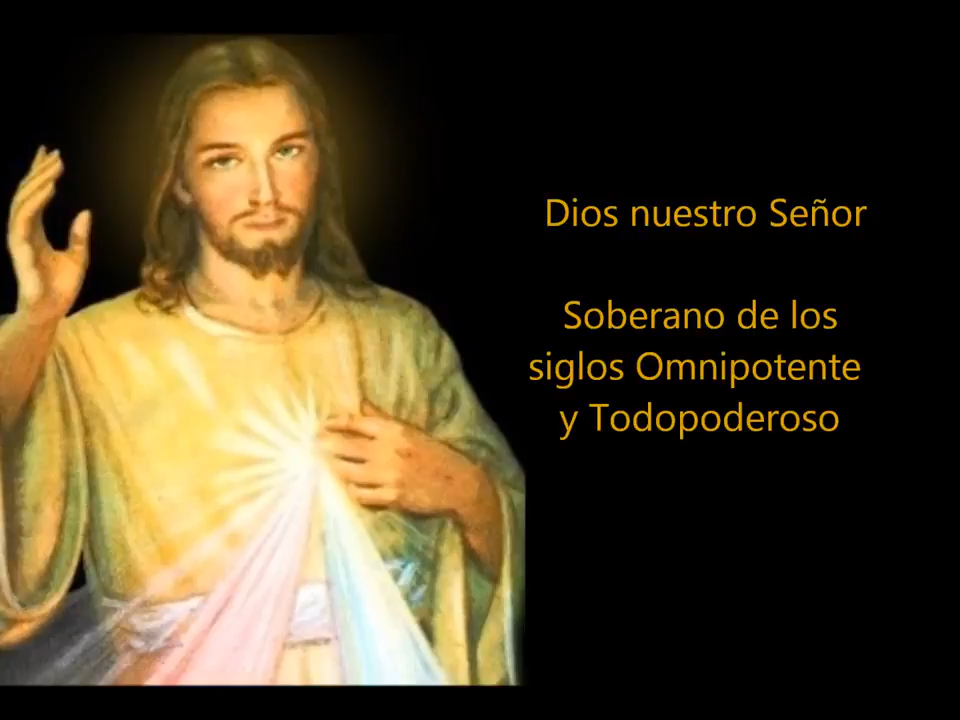 Dios nuestro Señor
Soberano de los
siglos Omnipotente
y Todopoderoso